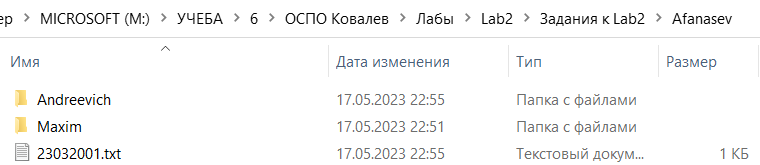 ер > MICROSOFT (M:) > УЧЕБА > 6 > ОСПО Ковалев > Лабы > Lab2 > Задания к Lab2 > Afanasev
Имя Дата изменения Тип Размер
Andreevich 17.05.2023 22:55 Папка с файлами
Maxim 17.05.2023 22:51 Папка с файлами
23032001.txt 17.05.2023 22:55 Текстовый докум... 1 КБ